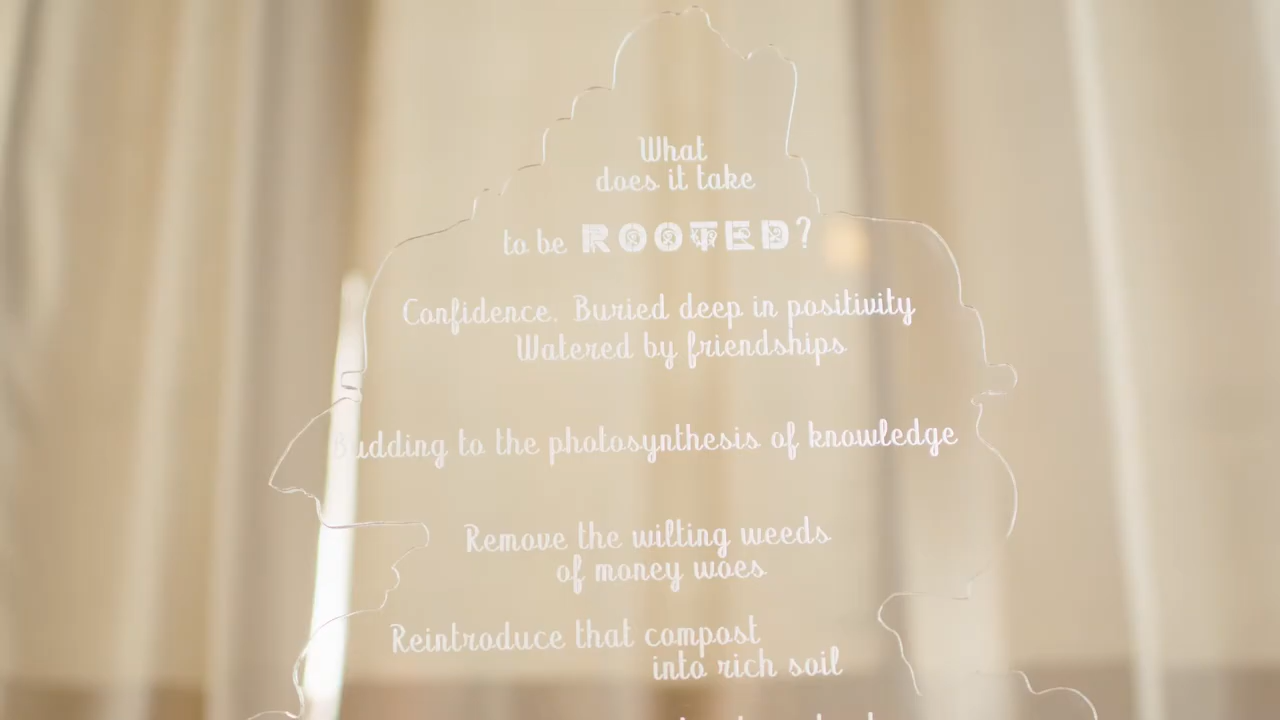 What
does it take
to be ROOTED?
Confidence. Buried deep in positivity
Watered by friendships
Budding to the photosynthesis of knowledge
Remove the wilting weeds
of money woes
Reintroduce that compost
into rich soil